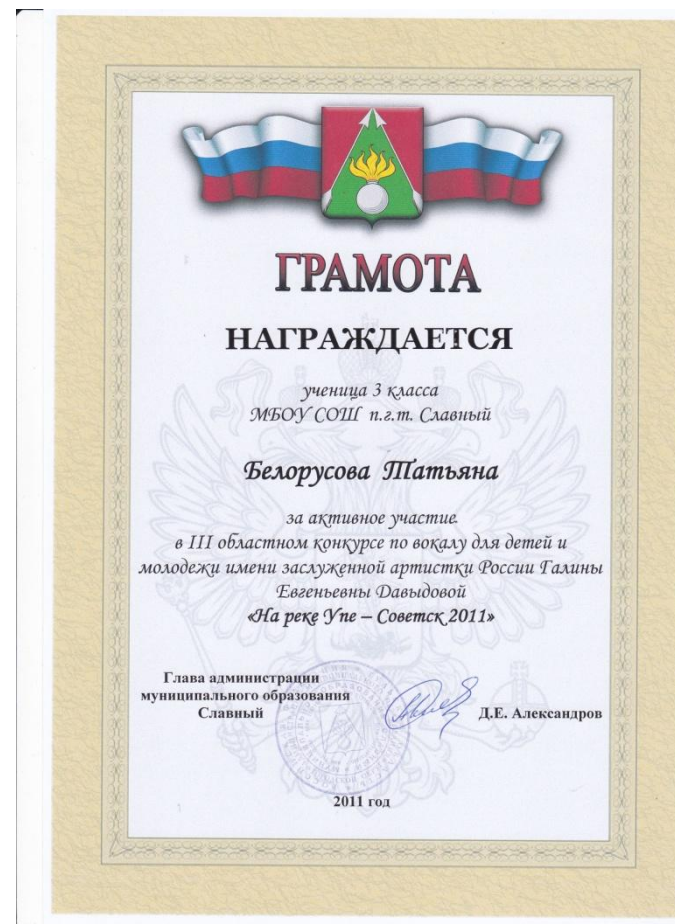 ГРАМОТА
НАГРАЖДАЕТСЯ
ученица 3 класса
МБОУ СОШ п.г.т. Славный
Белорусова Татьяна
за активное участие
в III областном конкурсе по вокалу для детей и
молодежи имени заслуженной артистки России Галины
Евгеньевны Давыдовой
«На реке Упе – Советск 2011»
Глава администрации
муниципального образования
Славный
Д.Е. Александров
2011 год